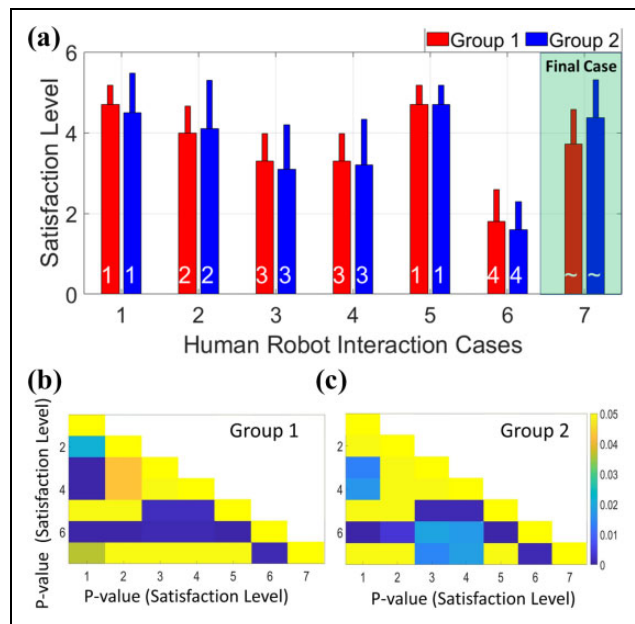 (a)
Group 1 Group 2
Final Case
Satisfaction Level
6
4
2
0
1 1 2 2 3 3 3 3 1 1 4 4 ~ ~
1 2 3 4 5 6 7
Human Robot Interaction Cases
(b)
Group 1
P-value (Satisfaction Level)
2
4
6
1 2 3 4 5 6 7
P-value (Satisfaction Level)
(c)
Group 2
2
4
6
1 2 3 4 5 6 7
P-value (Satisfaction Level)
0.05
0.04
0.03
0.02
0.01
0